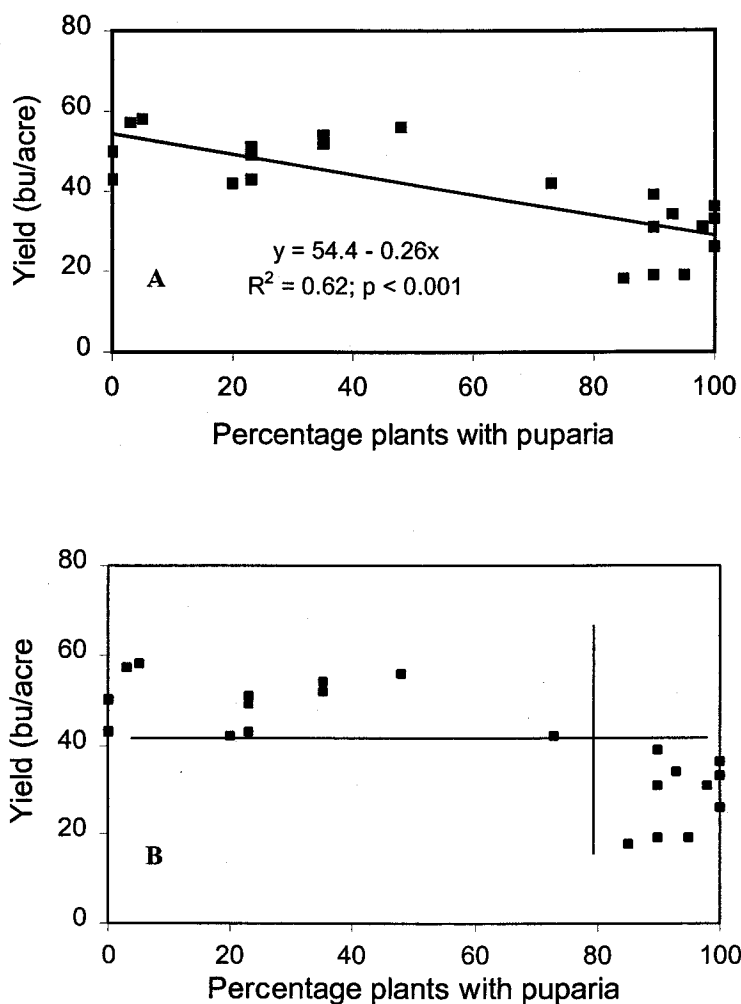 80
60
40
20
0
Yield (bu/acre)
A
y = 54.4 - 0.26x
R² = 0.62; p < 0.001
0 20 40 60 80 100
Percentage plants with puparia
80
60
40
20
0
Yield (bu/acre
B
0 20 40 60 80 100
Percentage plants with puparia